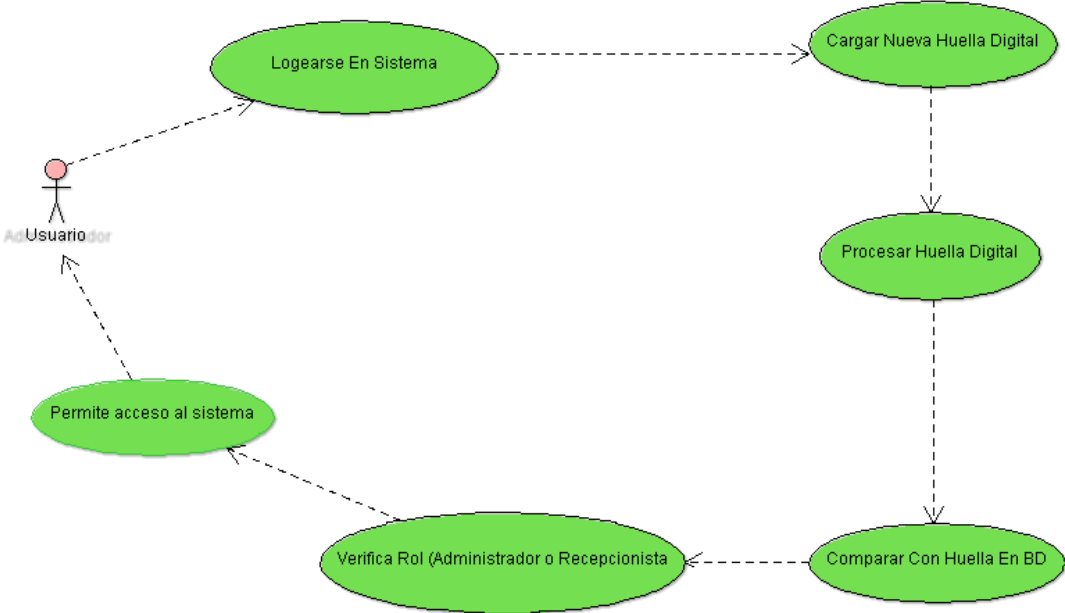 Cargar Nueva Huella Digital
Logearse En Sistema
Usuario
Procesar Huella Digital
Permite acceso al sistema
Verifica Rol (Administrador o Recepcionista
Comparar Con Huella En BD